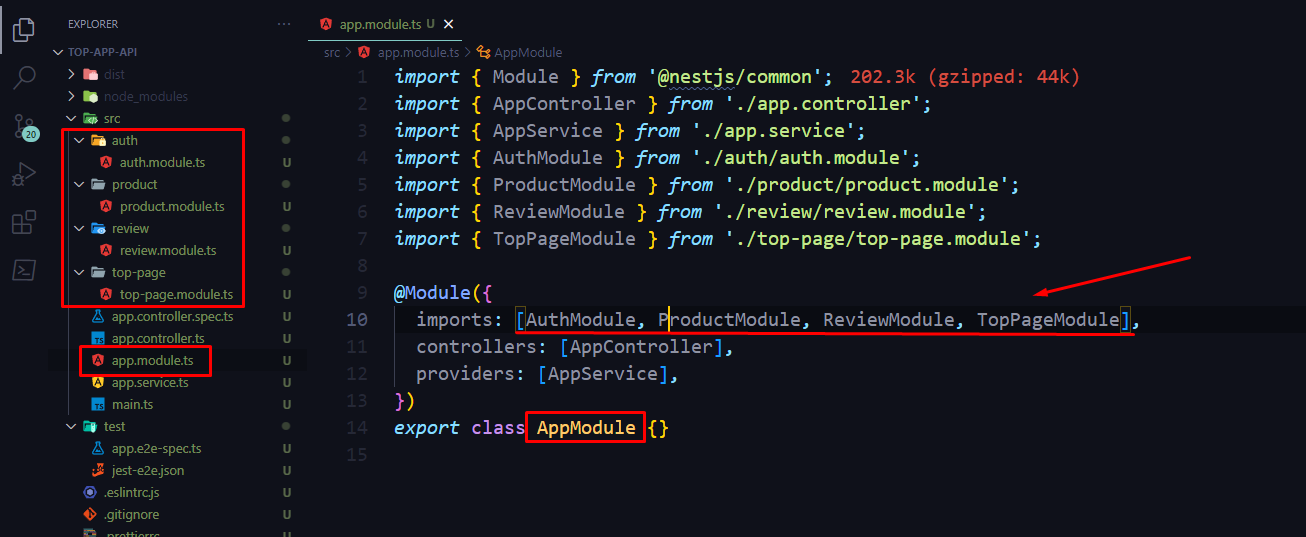 EXPLORER
TOP-APP-API
dist
node_modules
src
auth
auth.module.ts U
product
product.module.ts U
review
review.module.ts U
top-page
top-page.module.ts U
app.controller.spec.ts U
app.controller.ts U
app.module.ts U
app.service.ts U
main.ts U
test
app.e2e-spec.ts U
jest-e2e.json U
.eslintrc.js U
.gitignore U
.prettierrc
20
app.module.ts U
src > app.module.ts > AppModule
1 import { Module } from '@nestjs/common'; 202.3k (gzipped: 44k)
2 import { AppController } from './app.controller';
3 import { AppService } from './app.service';
4 import { AuthModule } from './auth/auth.module';
5 import { ProductModule } from './product/product.module';
6 import { ReviewModule } from './review/review.module';
7 import { TopPageModule } from './top-page/top-page.module';
8
9 @Module({
10 imports: [AuthModule, ProductModule, ReviewModule, TopPageModule],
11 controllers: [AppController],
12 providers: [AppService],
13 })
14 export class AppModule {}
15